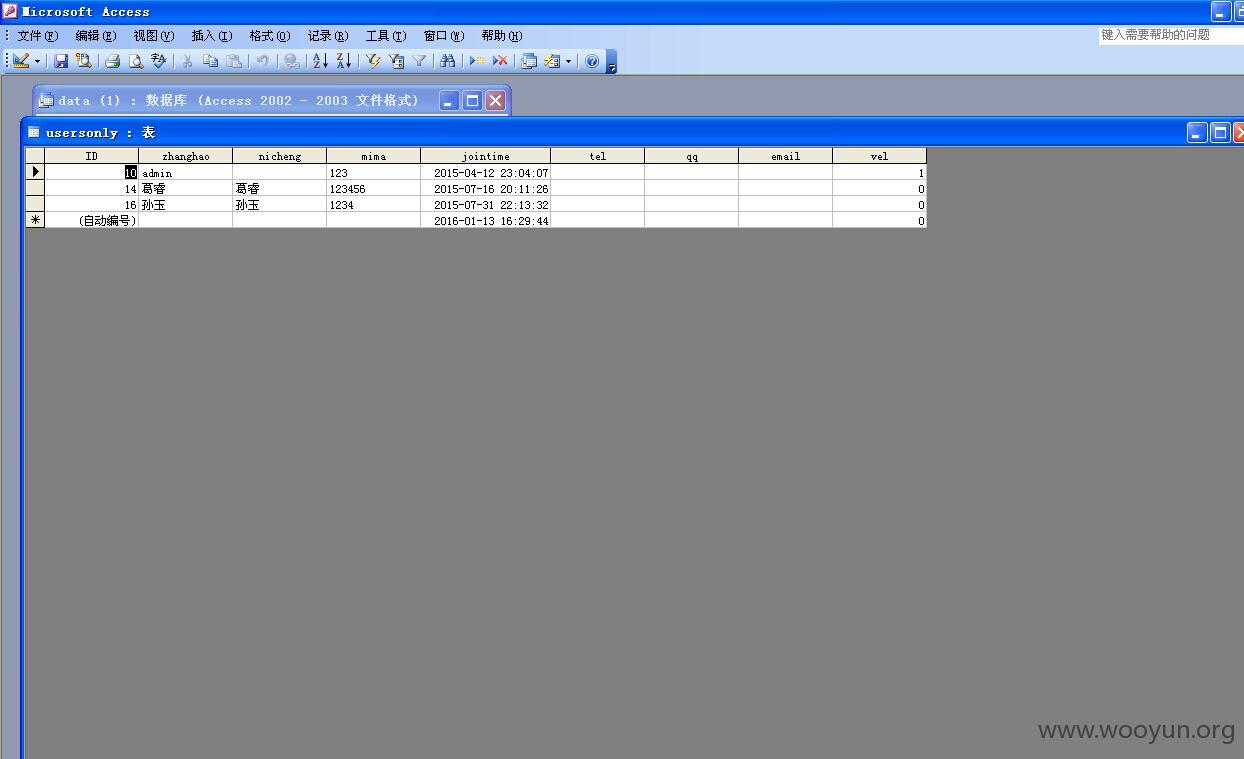 Microsoft Access
文件(F) 编辑(E) 视图(V) 插入(I) 格式(O) 记录(R) 工具(T) 窗口(W) 帮助(H) 键入需要帮助的问题
data (1) : 数据库 (Access 2002 - 2003 文件格式)
usersonly : 表
ID zhanghao nicheng mima jointime tel qq email vel
10 admin 123 2015-04-12 23:04:07 1
14 葛睿 葛睿 123456 2015-07-16 20:11:26 0
16 孙玉 孙玉 1234 2015-07-31 22:13:32 0
(自动编号) 2016-01-13 16:29:44 0
www.wooyun.org